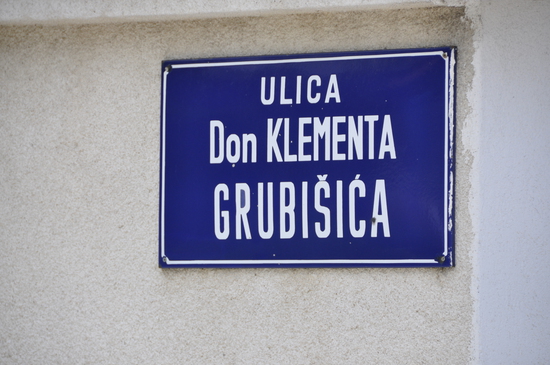 ULICA
Don KLEMENTA
GRUBIŠIĆA